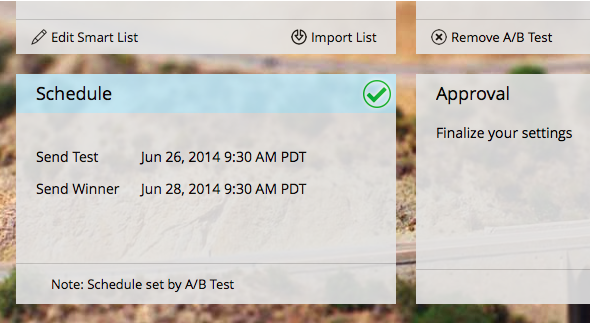 Edit Smart List Import List Remove A/B Test
Schedule
Send Test Jun 26, 2014 9:30 AM PDT
Send Winner Jun 28, 2014 9:30 AM PDT
Note: Schedule set by A/B Test
Approval
Finalize your settings